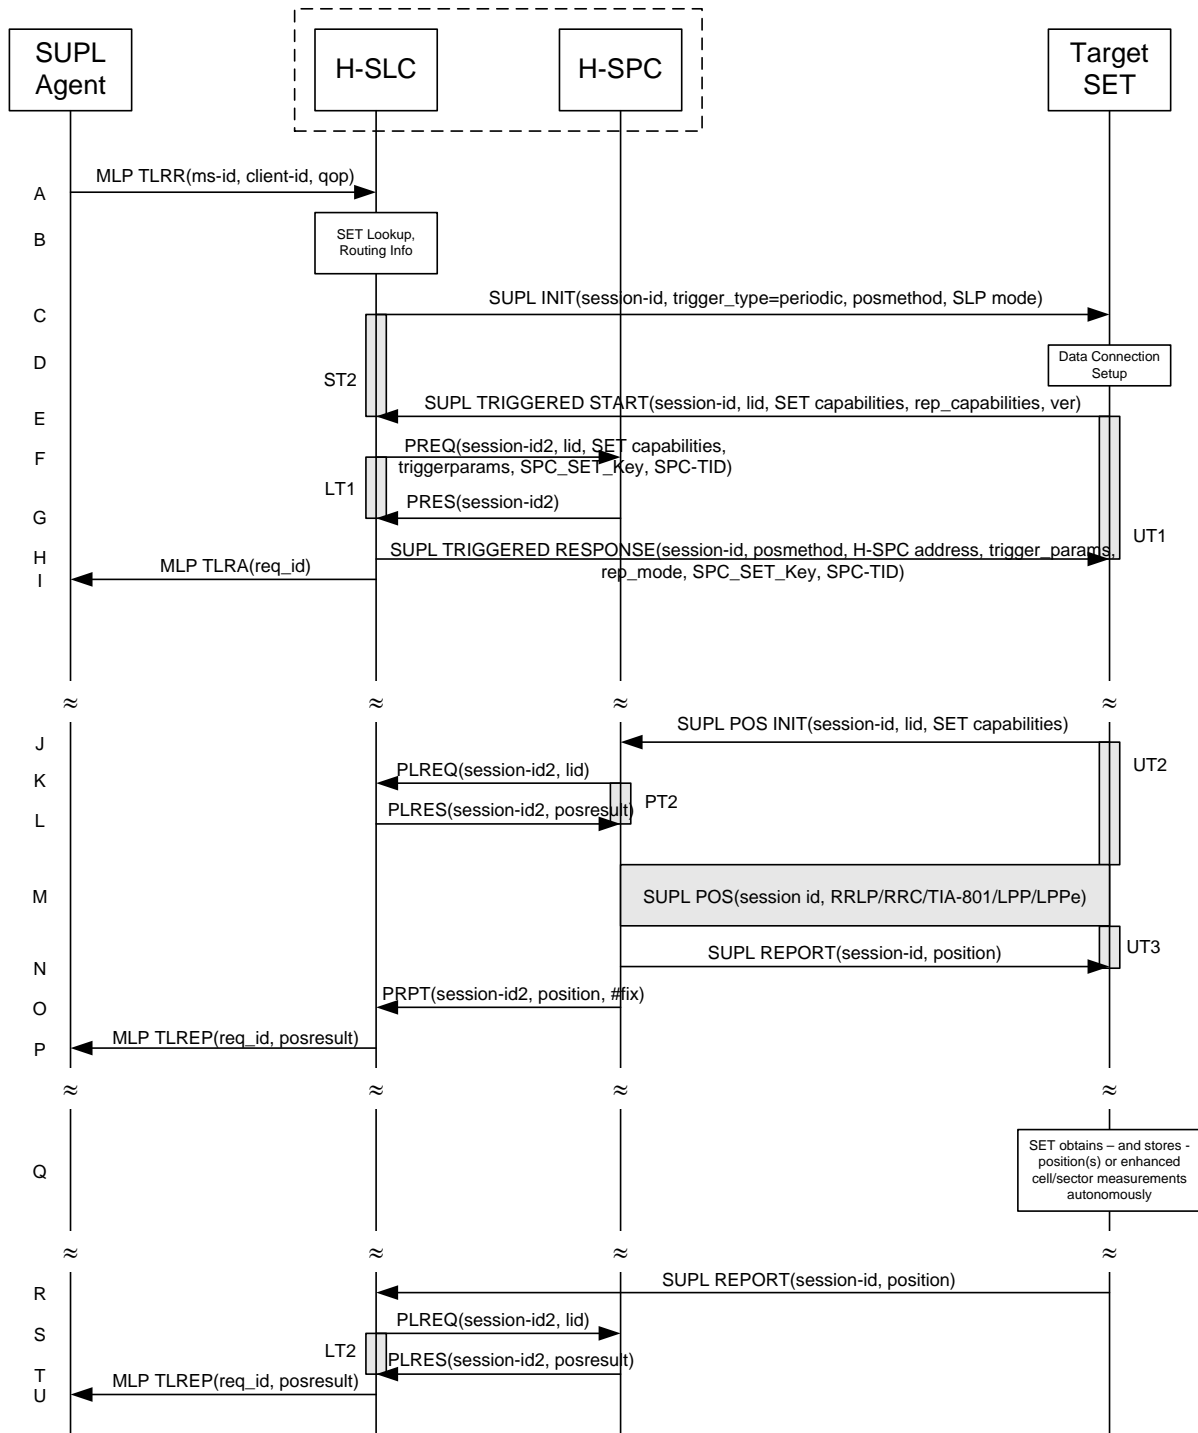 SUPL
Agent
H-SLC
H-SPC
Target
SET
A
MLP TLRR(ms-id, client-id, qop)
B
SET Lookup,
Routing Info
C
SUPL INIT(session-id, trigger_type=periodic, posmethod, SLP mode)
D
ST2
Data Connection
Setup
E
SUPL TRIGGERED START(session-id, lid, SET capabilities, rep_capabilities, ver)
F
PREQ(session-id2, lid, SET capabilities,
triggerparams, SPC_SET_Key, SPC-TID)
LT1
G
PRES(session-id2)
UT1
H
SUPL TRIGGERED RESPONSE(session-id, posmethod, H-SPC address, trigger_params,
rep_mode, SPC_SET_Key, SPC-TID)
I
MLP TLRA(req_id)
≈ ≈ ≈ ≈
J
SUPL POS INIT(session-id, lid, SET capabilities)
UT2
K
PLREQ(session-id2, lid)
PT2
L
PLRES(session-id2, posresult)
M
SUPL POS(session id, RRLP/RRC/TIA-801/LPP/LPPe)
UT3
N
SUPL REPORT(session-id, position)
O
PRPT(session-id2, position, #fix)
P
MLP TLREP(req_id, posresult)
≈ ≈ ≈ ≈
Q
SET obtains – and stores -
position(s) or enhanced
cell/sector measurements
autonomously
≈ ≈ ≈ ≈
R
SUPL REPORT(session-id, position)
S
PLREQ(session-id2, lid)
LT2
T
PLRES(session-id2, posresult)
U
MLP TLREP(req_id, posresult)